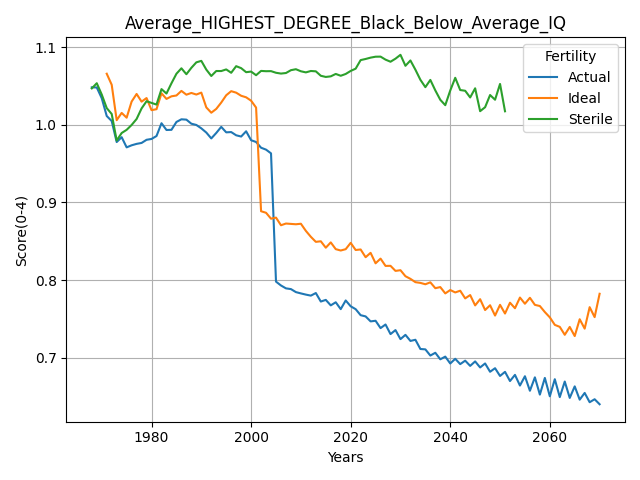 Average_HIGHEST_DEGREE_Black_Below_Average_IQ
1.1
1.0
0.9
0.8
0.7
Score(0-4)
Fertility
Actual
Ideal
Sterile
1980 2000 2020 2040 2060
Years